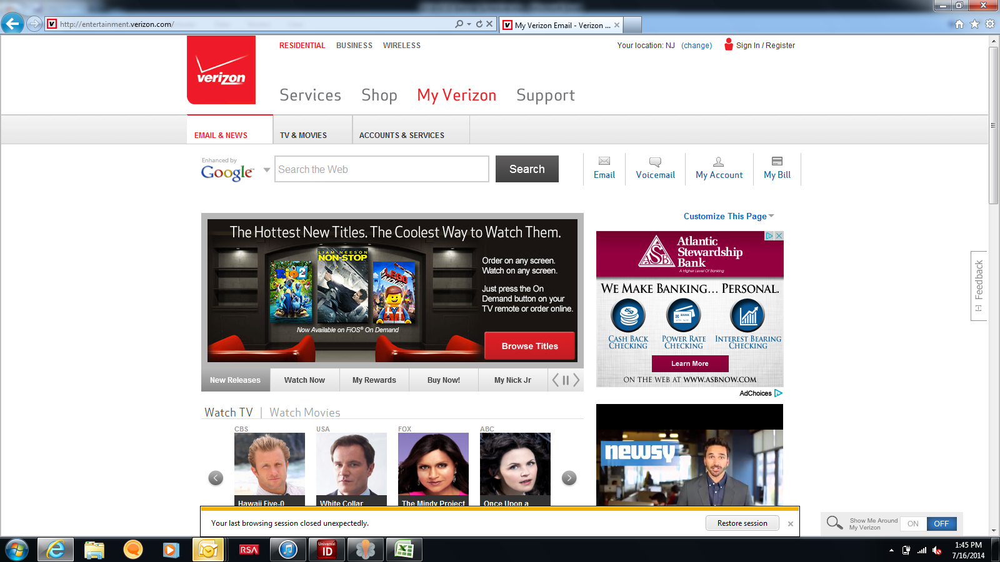 http://entertainment.verizon.com/
My Verizon Email - Verizon ...
RESIDENTIAL BUSINESS WIRELESS
Your location: NJ (change) Sign In / Register
verizon
Services Shop My Verizon Support
EMAIL & NEWS TV & MOVIES ACCOUNTS & SERVICES
Enhanced by
Google™
Search the Web
Search
Email Voicemail My Account My Bill
Customize This Page
The Hottest New Titles. The Coolest Way to Watch Them.
RIO 2
LIAM NEESON
NON-STOP
THE LEGO MOVIE
Order on any screen.
Watch on any screen.
Just press the On
Demand button on your
TV remote or order online.
Now Available on FiOS® On Demand
Browse Titles
New Releases Watch Now My Rewards Buy Now! My Nick Jr
ASB
Atlantic
Stewardship
Bank
A Higher Level Of Banking
WE MAKE BANKING... PERSONAL.
BANK
CASH BACK
CHECKING
POWER RATE
CHECKING
INTEREST BEARING
CHECKING
Learn More
ON THE WEB AT WWW.ASBNOW.COM
AdChoices
[-] Feedback
Watch TV | Watch Movies
CBS USA FOX ABC
Hawaii Five-0 White Collar The Mindy Project Once Upon a
newsy
Your last browsing session closed unexpectedly.
Restore session
Show Me Around
My Verizon
ON OFF
RSA
Universal
ID
1:45 PM
7/16/2014